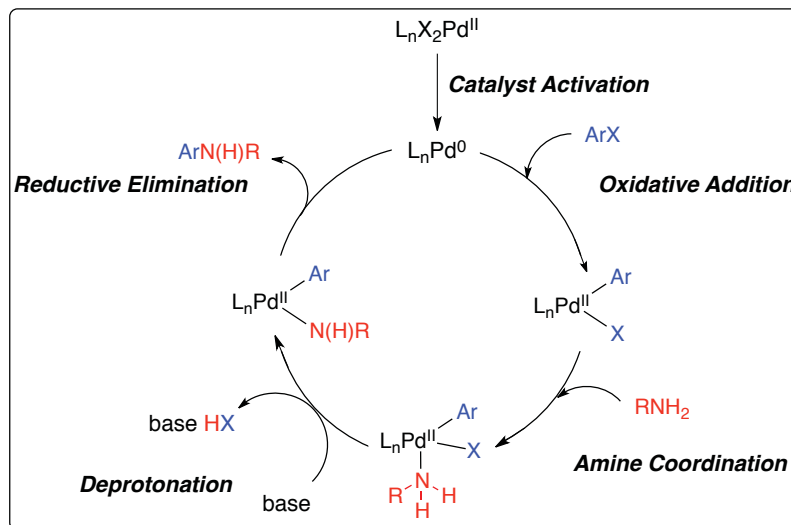 LnX2PdII
Catalyst Activation
LnPd0
ArX
ArN(H)R
Reductive Elimination
Oxidative Addition
Ar
LnPdII
N(H)R
Ar
LnPdII
X
RNH2
Amine Coordination
base HX
Deprotonation
base
Ar
LnPdII
X
N
R
H
H